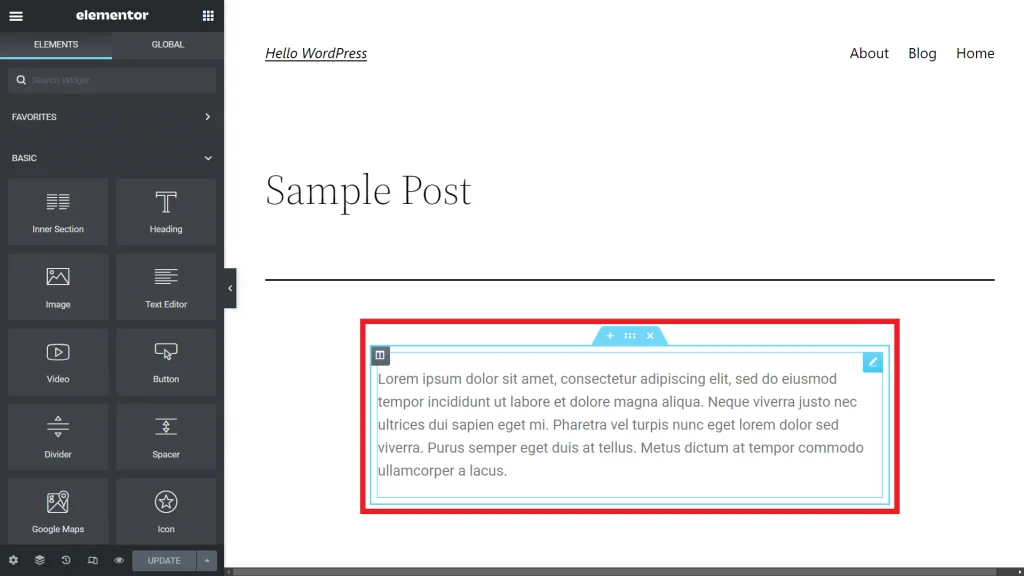 elementor
ELEMENTS
GLOBAL
Search Widget...
FAVORITES
BASIC
Inner Section
Heading
Image
Text Editor
Video
Button
Divider
Spacer
Google Maps
Icon
UPDATE
Hello WordPress
About
Blog
Home
Sample Post
Lorem ipsum dolor sit amet, consectetur adipiscing elit, sed do eiusmod
tempor incididunt ut labore et dolore magna aliqua. Neque viverra justo nec
ultrices dui sapien eget mi. Pharetra vel turpis nunc eget lorem dolor sed
viverra. Purus semper eget duis at tellus. Metus dictum at tempor commodo
ullamcorper a lacus.